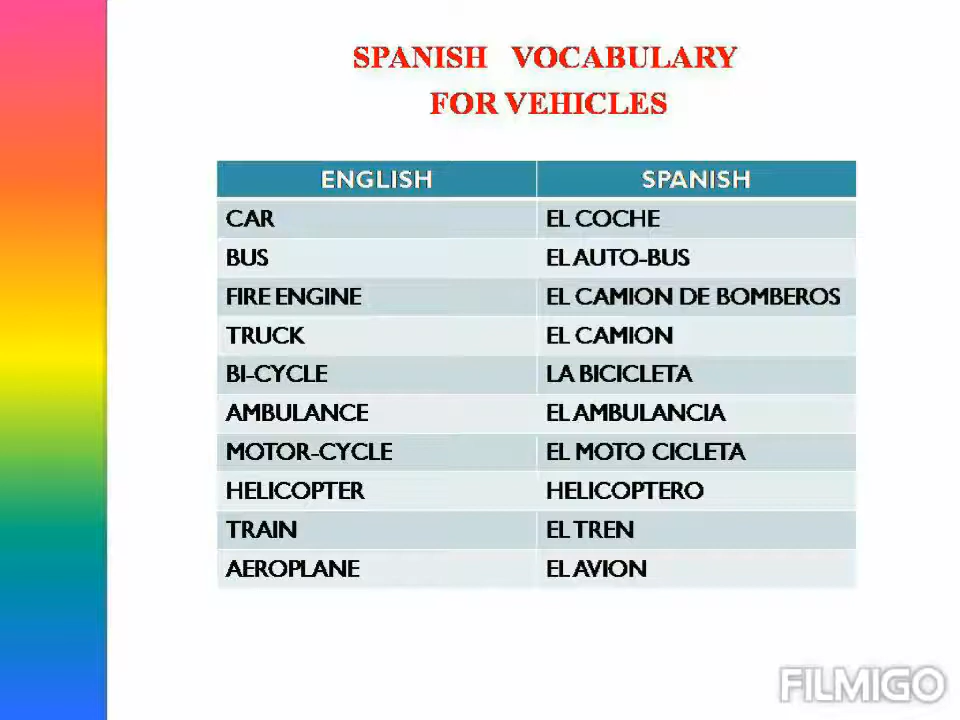 SPANISH VOCABULARY
FOR VEHICLES
ENGLISH SPANISH
CAR EL COCHE
BUS EL AUTO-BUS
FIRE ENGINE EL CAMION DE BOMBEROS
TRUCK EL CAMION
BI-CYCLE LA BICICLETA
AMBULANCE EL AMBULANCIA
MOTOR-CYCLE EL MOTO CICLETA
HELICOPTER HELICOPTERO
TRAIN EL TREN
AEROPLANE EL AVION
FILMIGO